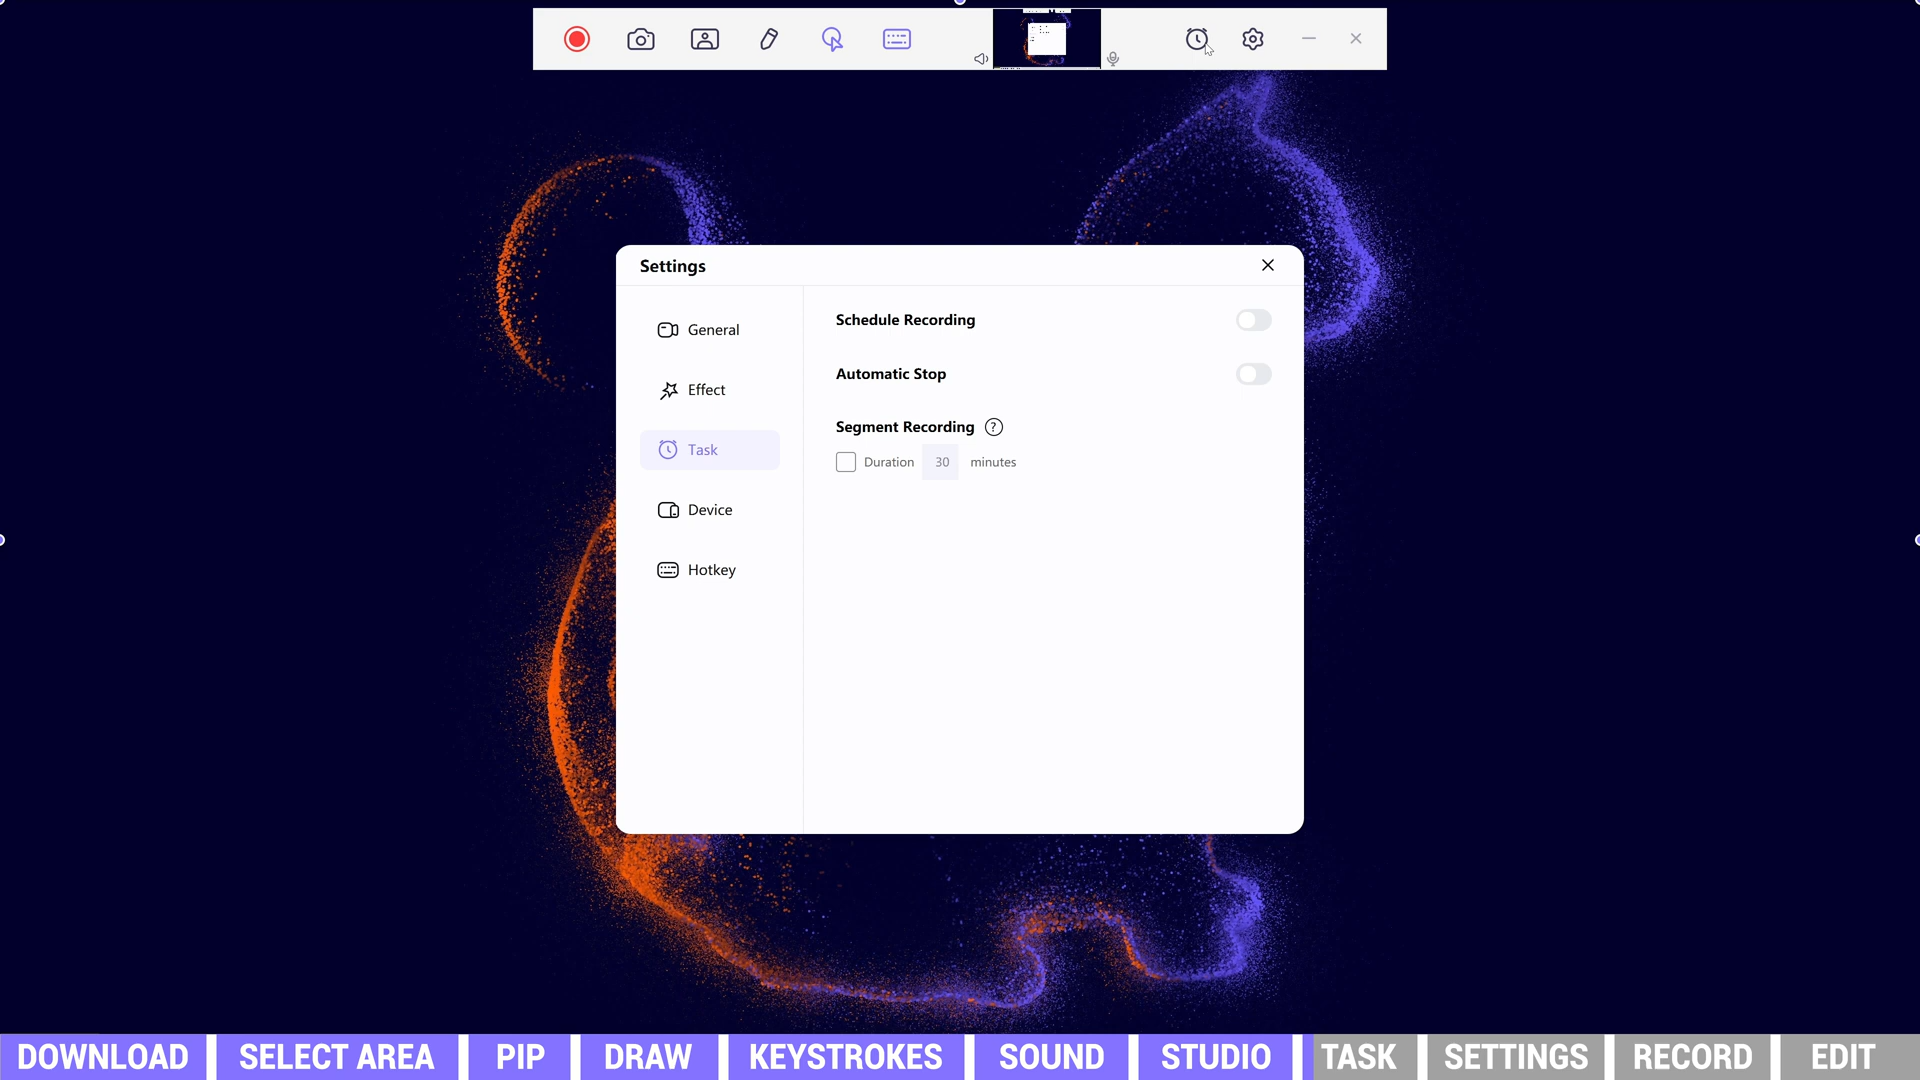 Settings
General
Effect
Task
Device
Hotkey
Schedule Recording
Automatic Stop
Segment Recording ?
Duration 30 minutes
DOWNLOAD SELECT AREA PIP DRAW KEYSTROKES SOUND STUDIO TASK SETTINGS RECORD EDIT